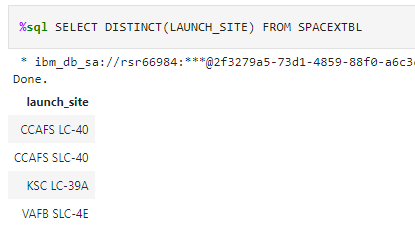 %sql SELECT DISTINCT(LAUNCH_SITE) FROM SPACEXTBL
* ibm_db_sa://rsr66984:***@2f3279a5-73d1-4859-88f0-a6c3
Done.
launch_site
CCAFS LC-40
CCAFS SLC-40
KSC LC-39A
VAFB SLC-4E